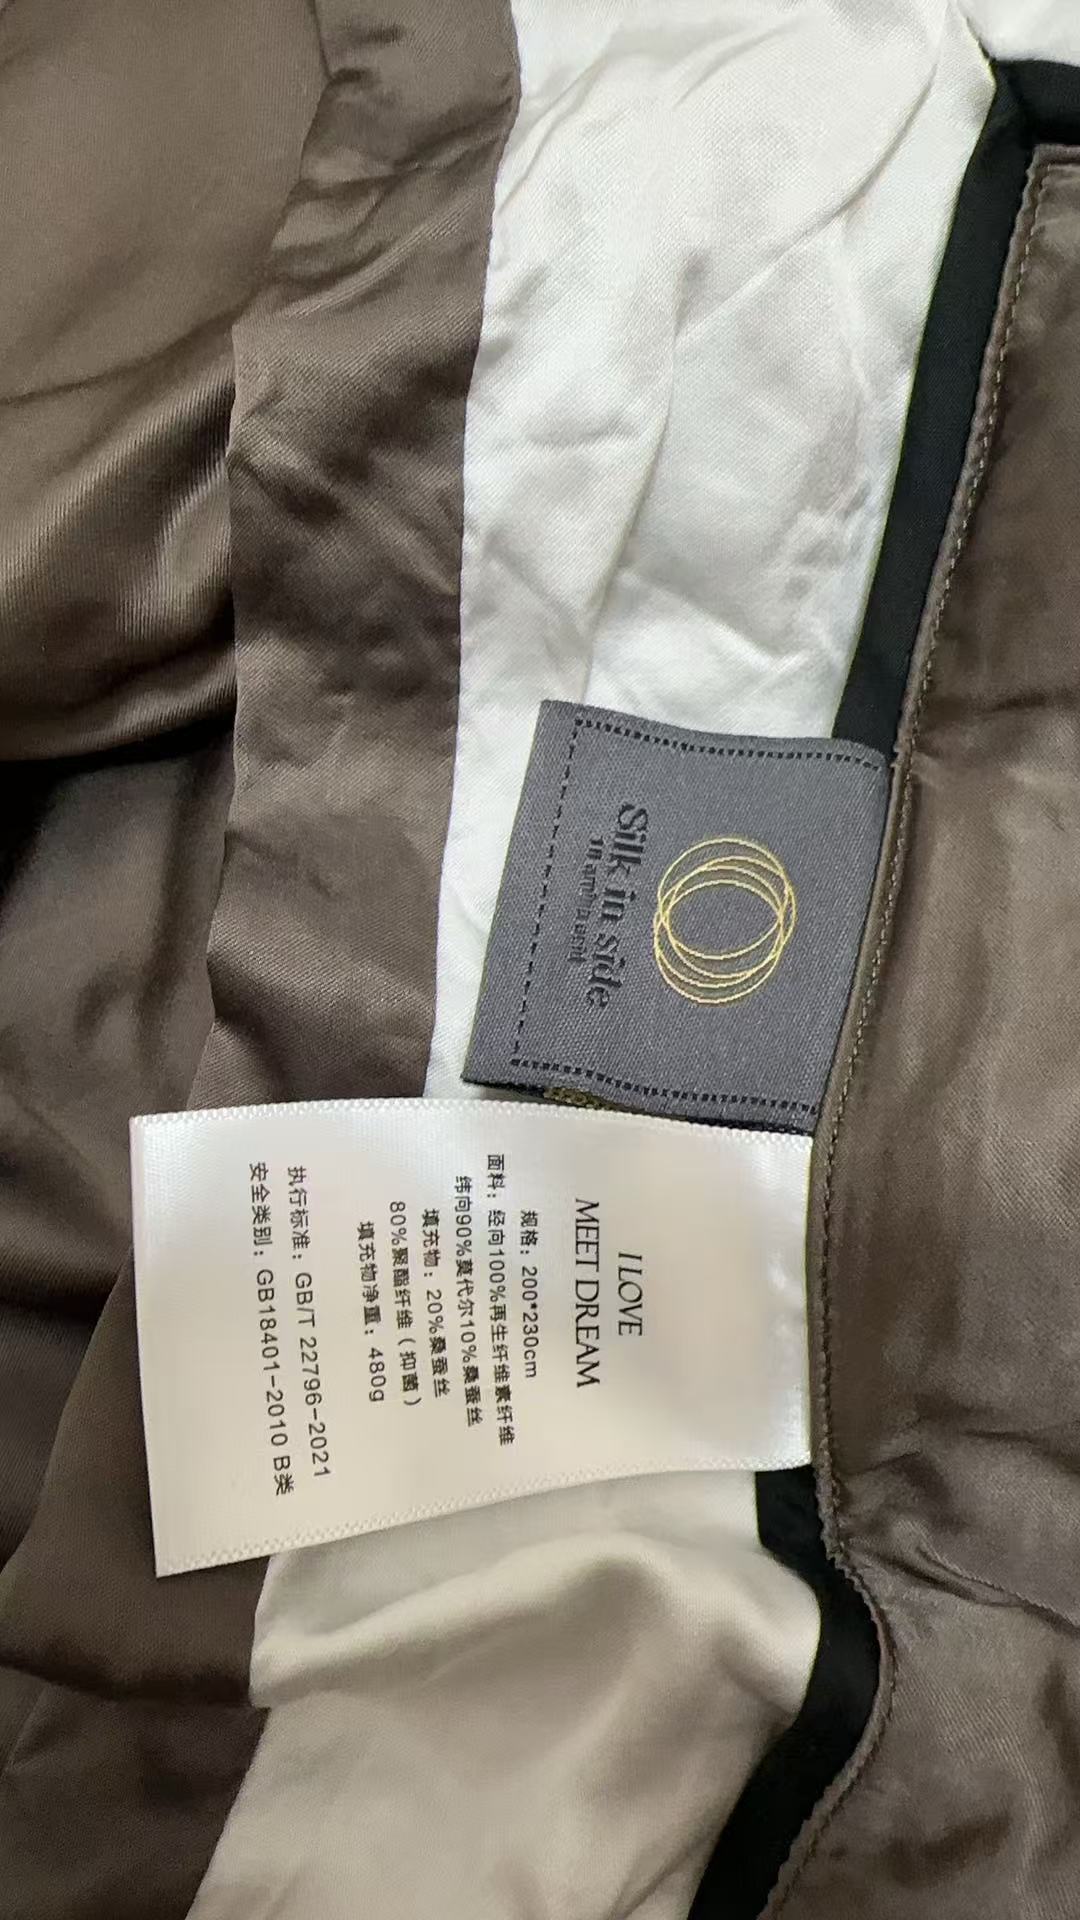 Silk in side
18 amino acid
I LOVE
MEET DREAM
规格：200*230cm
面料：经向100%再生纤维素纤维
纬向90%莫代尔10%桑蚕丝
填充物：20%桑蚕丝
80%聚酯纤维（抑菌）
填充物净重：480g
执行标准：GB/T 22796-2021
安全类别：GB18401-2010 B类